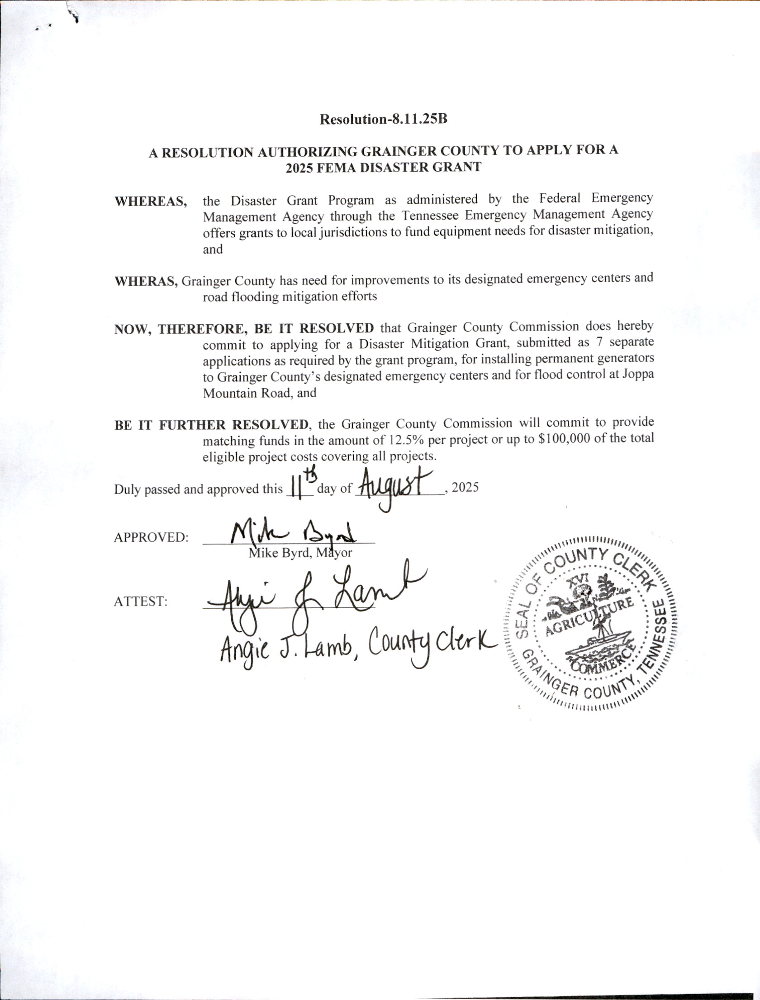 Resolution-8.11.25B
A RESOLUTION AUTHORIZING GRAINGER COUNTY TO APPLY FOR A
2025 FEMA DISASTER GRANT
WHEREAS, the Disaster Grant Program as administered by the Federal Emergency
Management Agency through the Tennessee Emergency Management Agency
offers grants to local jurisdictions to fund equipment needs for disaster mitigation,
and
WHERAS, Grainger County has need for improvements to its designated emergency centers and
road flooding mitigation efforts
NOW, THEREFORE, BE IT RESOLVED that Grainger County Commission does hereby
commit to applying for a Disaster Mitigation Grant, submitted as 7 separate
applications as required by the grant program, for installing permanent generators
to Grainger County's designated emergency centers and for flood control at Joppa
Mountain Road, and
BE IT FURTHER RESOLVED, the Grainger County Commission will commit to provide
matching funds in the amount of 12.5% per project or up to $100,000 of the total
eligible project costs covering all projects.
Duly passed and approved this 11th day of August, 2025
APPROVED: Mike Byrd
Mike Byrd, Mayor
ATTEST: Angie J Lamb
Angie J. Lamb, County Clerk
SEAL OF COUNTY CLERK
XVI
AGRICULTURE
COMMERCE
GRAINGER COUNTY, TENNESSEE